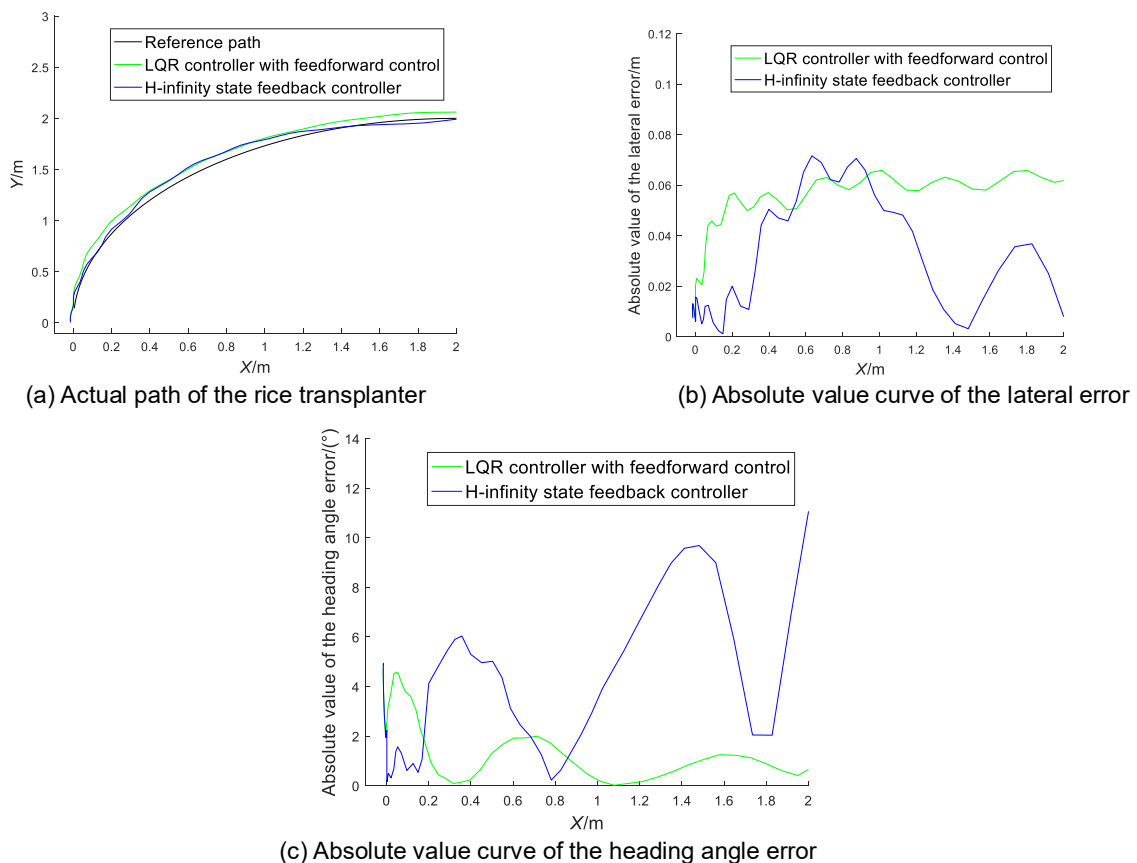 3
2.5
2
1.5
1
0.5
0
Y/m
Reference path
LQR controller with feedforward control
H-infinity state feedback controller
0 0.2 0.4 0.6 0.8 1 1.2 1.4 1.6 1.8 2
X/m
(a) Actual path of the rice transplanter
0.12
0.1
0.08
0.06
0.04
0.02
0
Absolute value of the lateral error/m
LQR controller with feedforward control
H-infinity state feedback controller
0 0.2 0.4 0.6 0.8 1 1.2 1.4 1.6 1.8 2
X/m
(b) Absolute value curve of the lateral error
14
12
10
8
6
4
2
0
Absolute value of the heading angle error/(°)
LQR controller with feedforward control
H-infinity state feedback controller
0 0.2 0.4 0.6 0.8 1 1.2 1.4 1.6 1.8 2
X/m
(c) Absolute value curve of the heading angle error